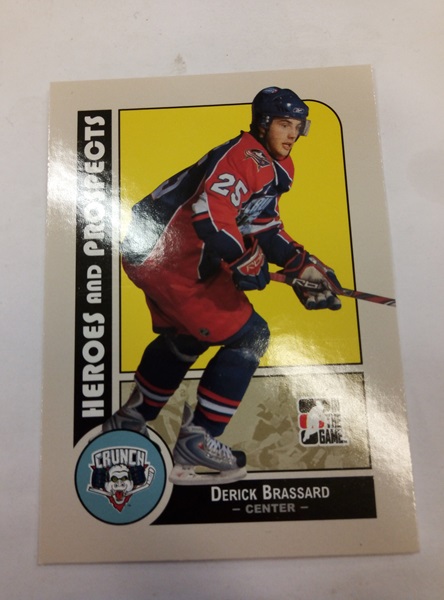 HEROES AND PROSPECTS
25
IN
THE
GAME
CRUNCH
DERICK BRASSARD
– CENTER –